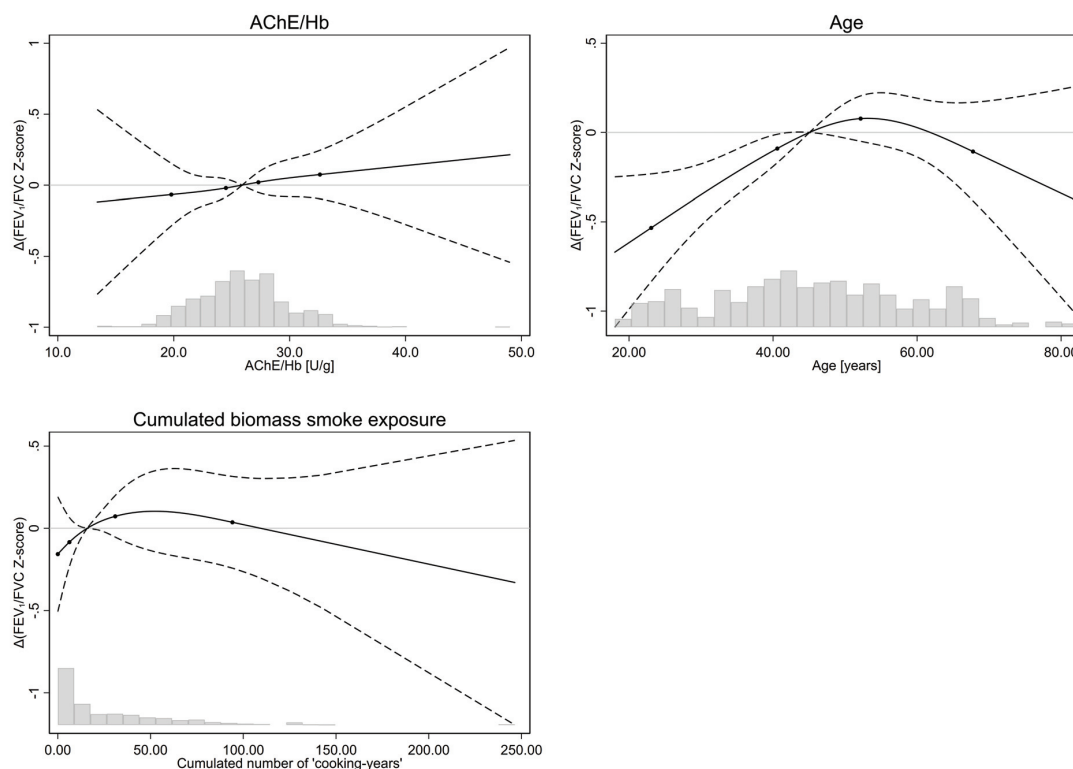 AChE/Hb
Δ(FEV₁/FVC Z-score)
1
.5
0
-.5
-1
10.0 20.0 30.0 40.0 50.0
AChE/Hb [U/g]
Age
Δ(FEV₁/FVC Z-score)
.5
0
-.5
-1
20.00 40.00 60.00 80.00
Age [years]
Cumulated biomass smoke exposure
Δ(FEV₁/FVC Z-score)
.5
0
-.5
-1
0.00 50.00 100.00 150.00 200.00 250.00
Cumulated number of 'cooking-years'